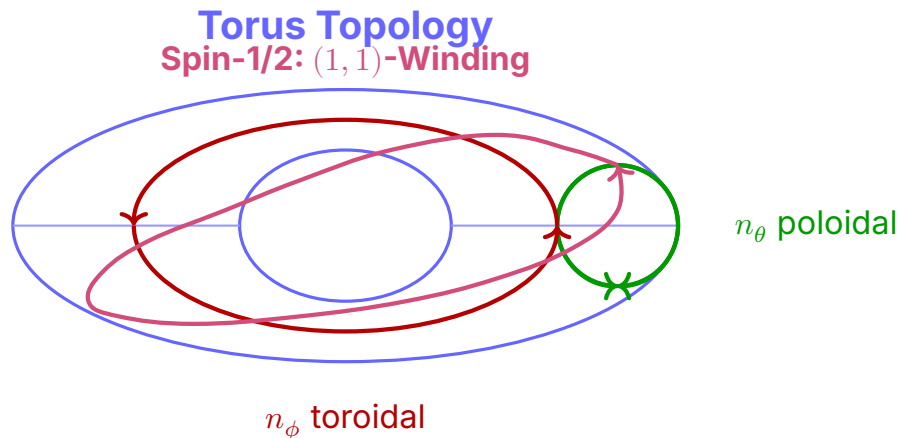 Torus Topology
Spin-1/2: (1, 1)-Winding
n_θ poloidal
n_ϕ toroidal